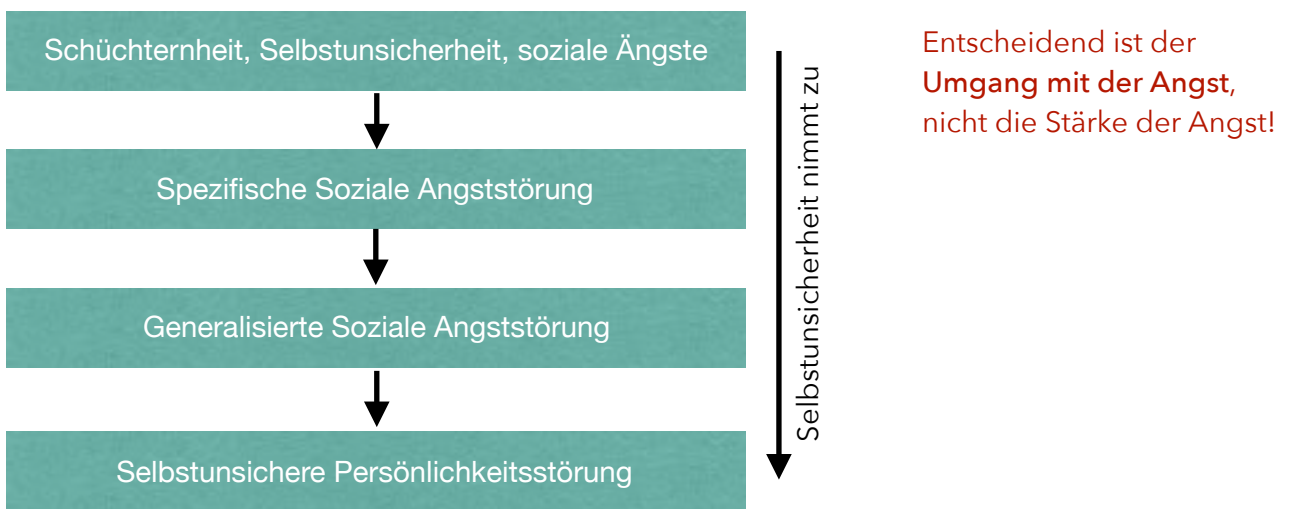 Schüchternheit, Selbstunsicherheit, soziale Ängste
Spezifische Soziale Angststörung
Generalisierte Soziale Angststörung
Selbstunsichere Persönlichkeitsstörung
Selbstunsicherheit nimmt zu
Entscheidend ist der
Umgang mit der Angst,
nicht die Stärke der Angst!